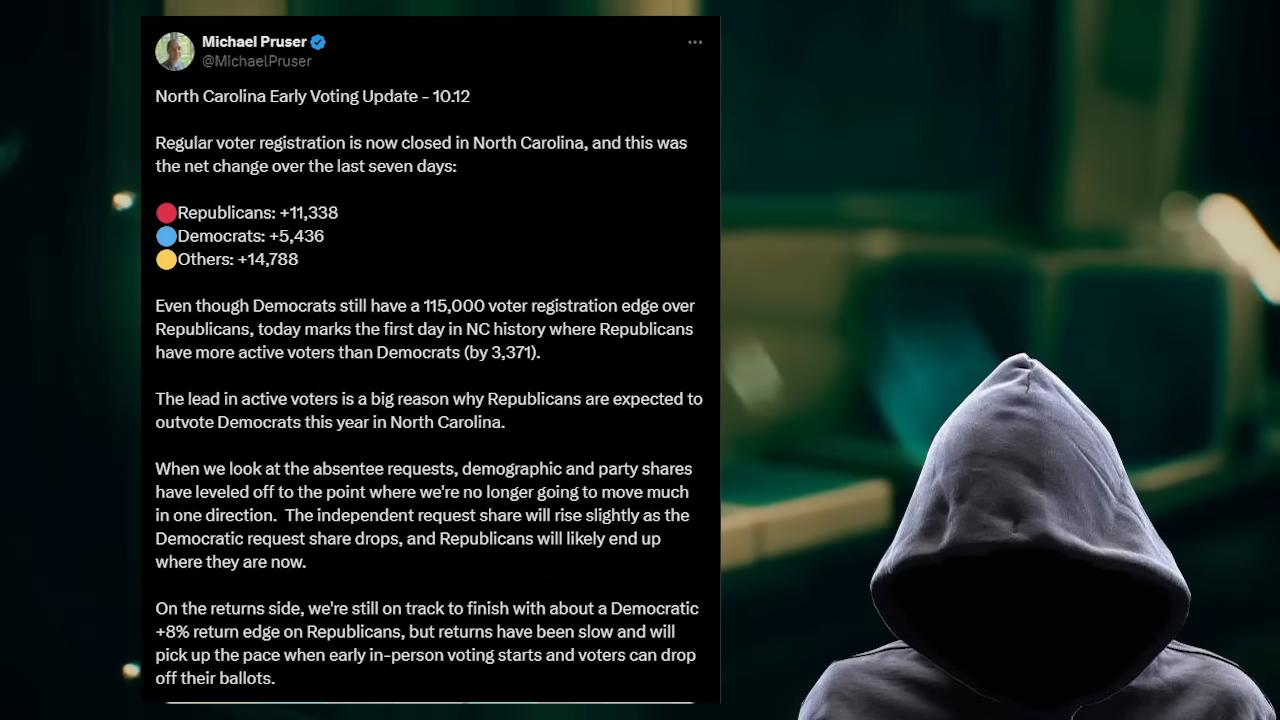 Michael Pruser
@MichaelPruser
North Carolina Early Voting Update - 10.12
Regular voter registration is now closed in North Carolina, and this was
the net change over the last seven days:
🔴Republicans: +11,338
🔵Democrats: +5,436
🟡Others: +14,788
Even though Democrats still have a 115,000 voter registration edge over
Republicans, today marks the first day in NC history where Republicans
have more active voters than Democrats (by 3,371).
The lead in active voters is a big reason why Republicans are expected to
outvote Democrats this year in North Carolina.
When we look at the absentee requests, demographic and party shares
have leveled off to the point where we're no longer going to move much
in one direction.  The independent request share will rise slightly as the
Democratic request share drops, and Republicans will likely end up
where they are now.
On the returns side, we're still on track to finish with about a Democratic
+8% return edge on Republicans, but returns have been slow and will
pick up the pace when early in-person voting starts and voters can drop
off their ballots.